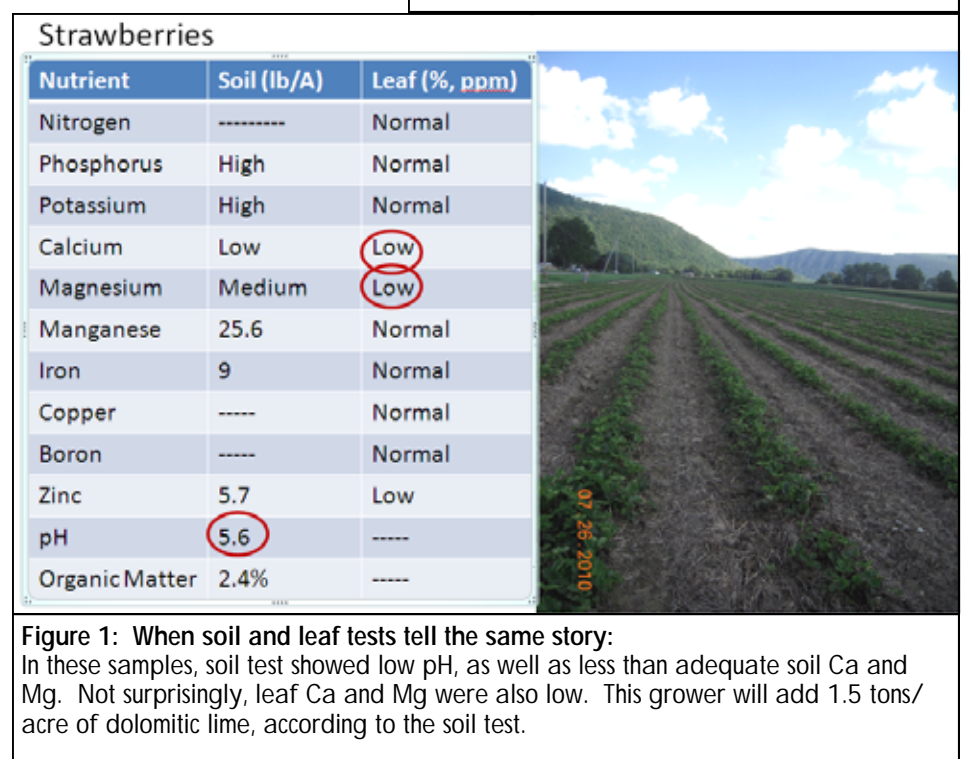 Strawberries
Nutrient Soil (lb/A) Leaf (%, ppm)
Nitrogen --------- Normal
Phosphorus High Normal
Potassium High Normal
Calcium Low Low
Magnesium Medium Low
Manganese 25.6 Normal
Iron 9 Normal
Copper ----- Normal
Boron ----- Normal
Zinc 5.7 Low
pH 5.6 -----
Organic Matter 2.4% -----
07.26.2010
Figure 1: When soil and leaf tests tell the same story:
In these samples, soil test showed low pH, as well as less than adequate soil Ca and
Mg. Not surprisingly, leaf Ca and Mg were also low. This grower will add 1.5 tons/
acre of dolomitic lime, according to the soil test.